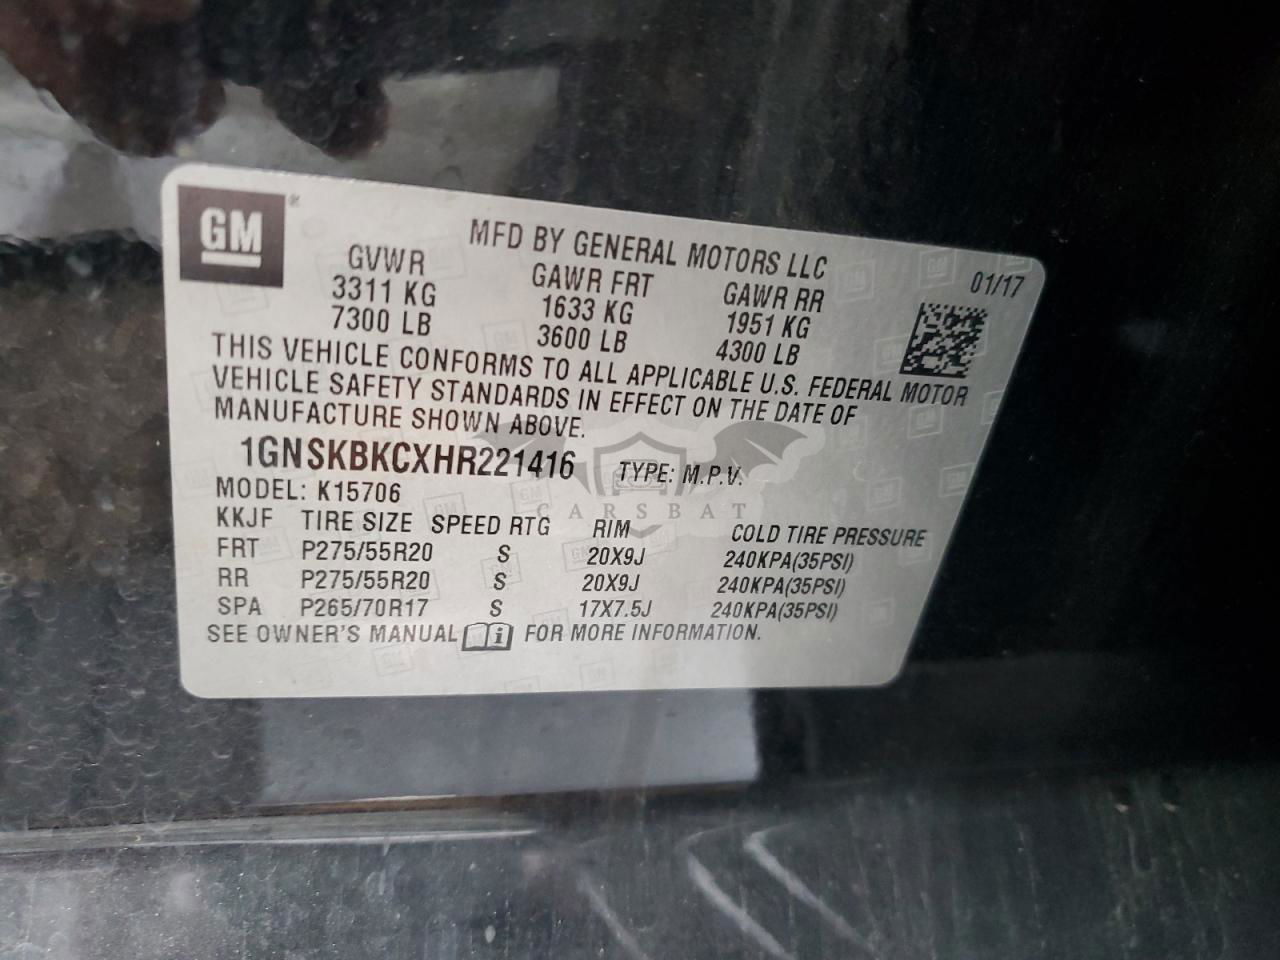 GM ®
MFD BY GENERAL MOTORS LLC
01/17
GVWR GAWR FRT GAWR RR
3311 KG 1633 KG 1951 KG
7300 LB 3600 LB 4300 LB
THIS VEHICLE CONFORMS TO ALL APPLICABLE U.S. FEDERAL MOTOR
VEHICLE SAFETY STANDARDS IN EFFECT ON THE DATE OF
MANUFACTURE SHOWN ABOVE.
1GNSKBKCXHR221416 TYPE: M.P.V.
MODEL: K15706
CARSBAT
KKJF TIRE SIZE SPEED RTG RIM COLD TIRE PRESSURE
FRT P275/55R20 S 20X9J 240KPA(35PSI)
RR P275/55R20 S 20X9J 240KPA(35PSI)
SPA P265/70R17 S 17X7.5J 240KPA(35PSI)
SEE OWNER'S MANUAL i FOR MORE INFORMATION.